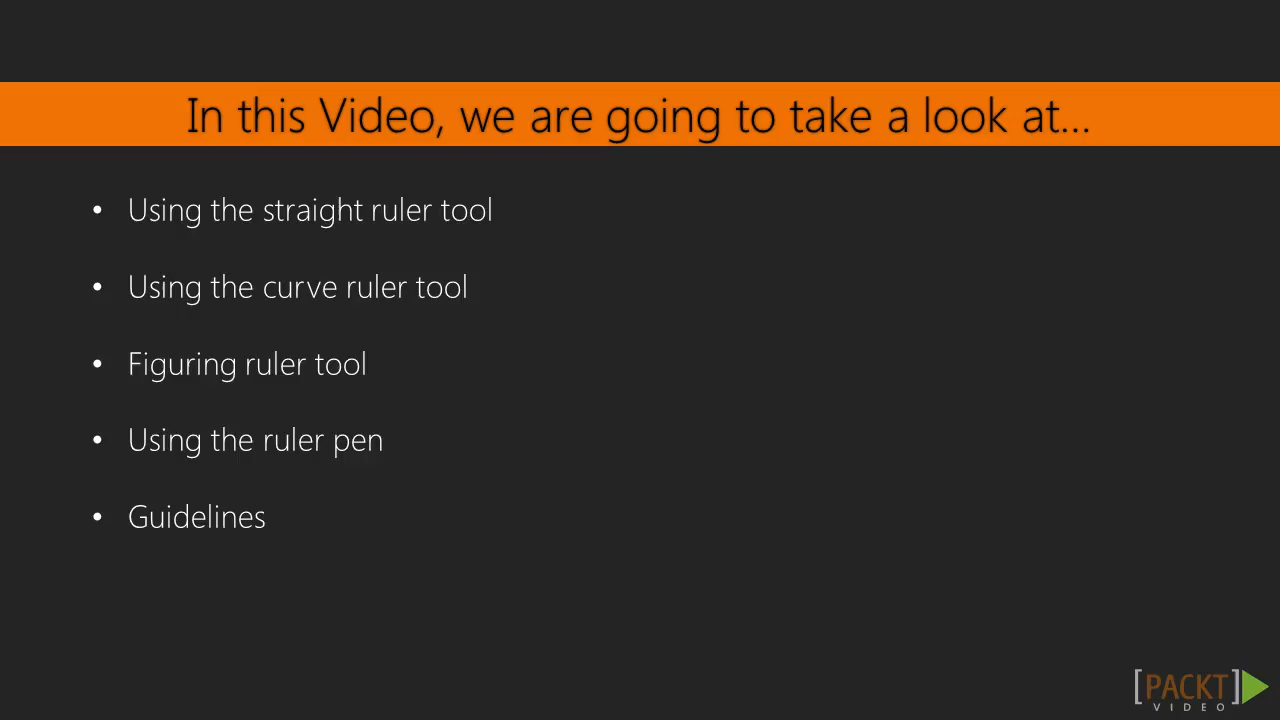 In this Video, we are going to take a look at...
• Using the straight ruler tool
• Using the curve ruler tool
• Figuring ruler tool
• Using the ruler pen
• Guidelines
[PACKT]
VIDEO